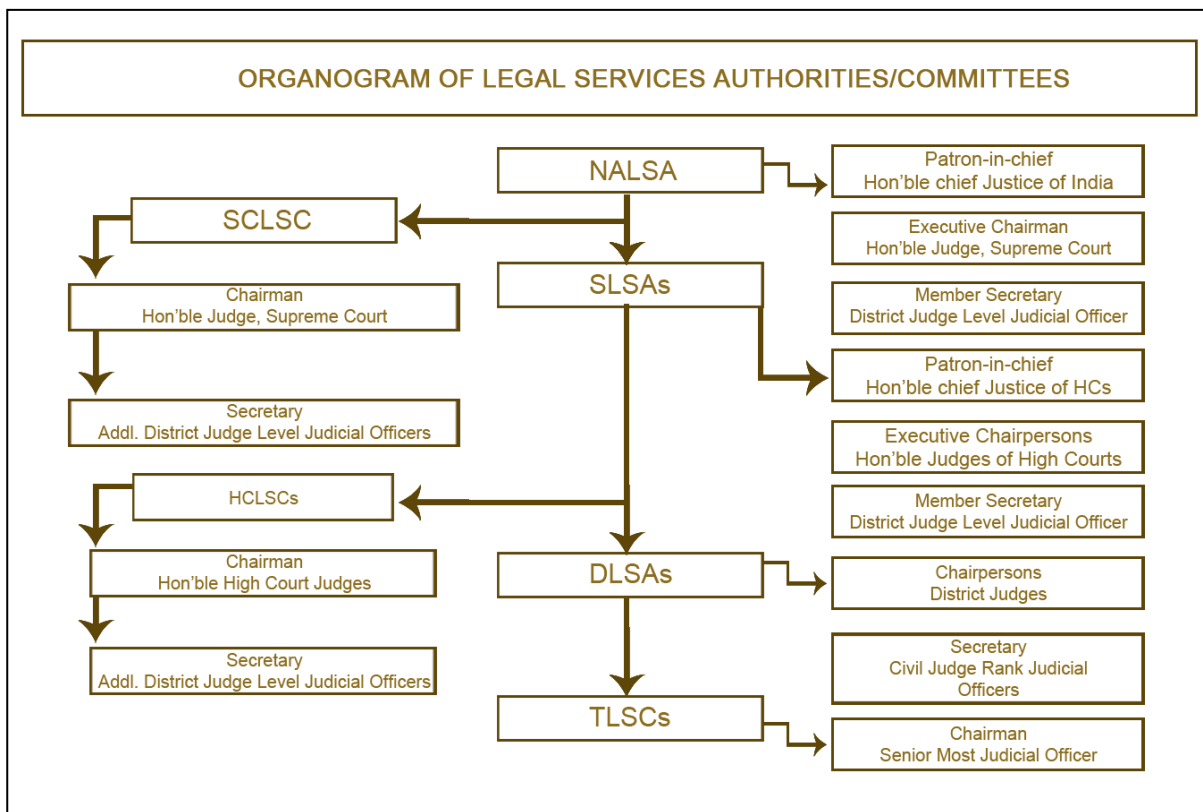 ORGANOGRAM OF LEGAL SERVICES AUTHORITIES/COMMITTEES
NALSA
Patron-in-chief
Hon'ble chief Justice of India
SCLSC
Executive Chairman
Hon'ble Judge, Supreme Court
SLSAs
Chairman
Hon'ble Judge, Supreme Court
Member Secretary
District Judge Level Judicial Officer
Patron-in-chief
Hon'ble chief Justice of HCs
Secretary
Addl. District Judge Level Judicial Officers
Executive Chairpersons
Hon'ble Judges of High Courts
HCLSCs
Member Secretary
District Judge Level Judicial Officer
Chairman
Hon'ble High Court Judges
DLSAs
Chairpersons
District Judges
Secretary
Addl. District Judge Level Judicial Officers
Secretary
Civil Judge Rank Judicial
Officers
TLSCs
Chairman
Senior Most Judicial Officer